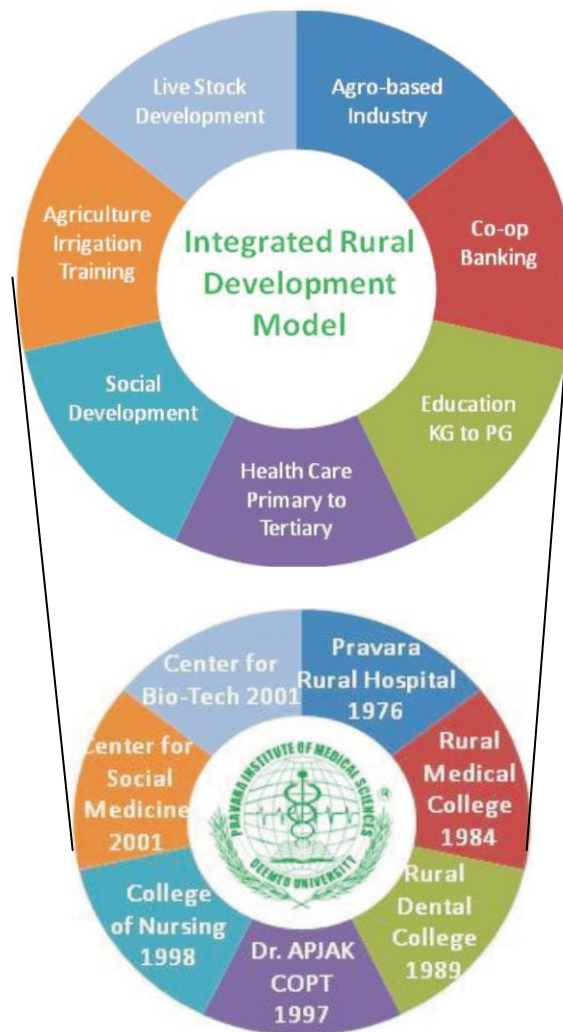 Live Stock
Development
Agro-based
Industry
Agriculture
Irrigation
Training
Integrated Rural
Development
Model
Co-op
Banking
Social
Development
Education
KG to PG
Health Care
Primary to
Tertiary
Center for
Bio-Tech 2001
Pravara
Rural Hospital
1976
Center for
Social
Medicine
2001
PRAVARA INSTITUTE OF MEDICAL SCIENCES
DEEMED UNIVERSITY
®
Rural
Medical
College
1984
College
of Nursing
1998
Dr. APJAK
COPT
1997
Rural
Dental
College
1989